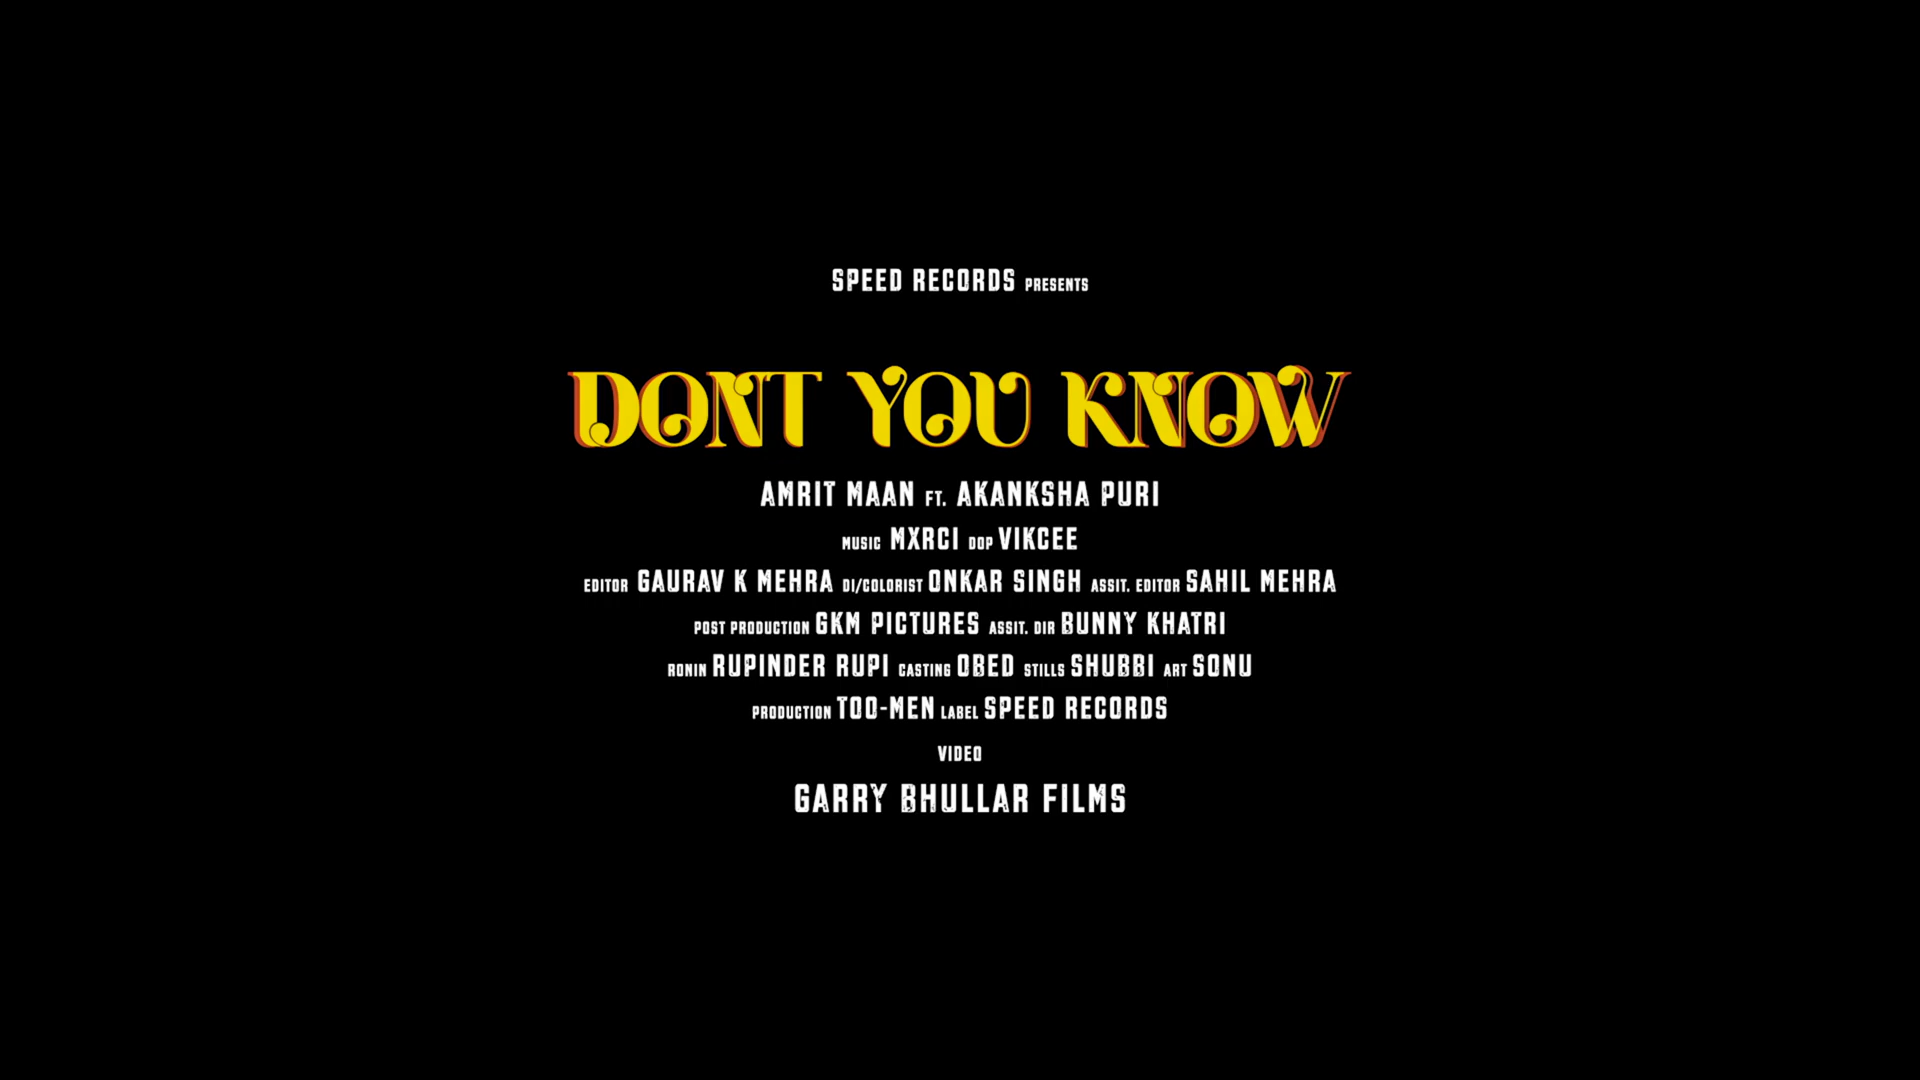 SPEED RECORDS PRESENTS
DONT YOU KNOW
AMRIT MAAN FT. AKANKSHA PURI
MUSIC MXRCI DOP VIKCEE
EDITOR GAURAV K MEHRA DI/COLORIST ONKAR SINGH ASSIT. EDITOR SAHIL MEHRA
POST PRODUCTION GKM PICTURES ASSIT. DIR BUNNY KHATRI
RONIN RUPINDER RUPI CASTING OBED STILLS SHUBBI ART SONU
PRODUCTION TOO-MEN LABEL SPEED RECORDS
VIDEO
GARRY BHULLAR FILMS